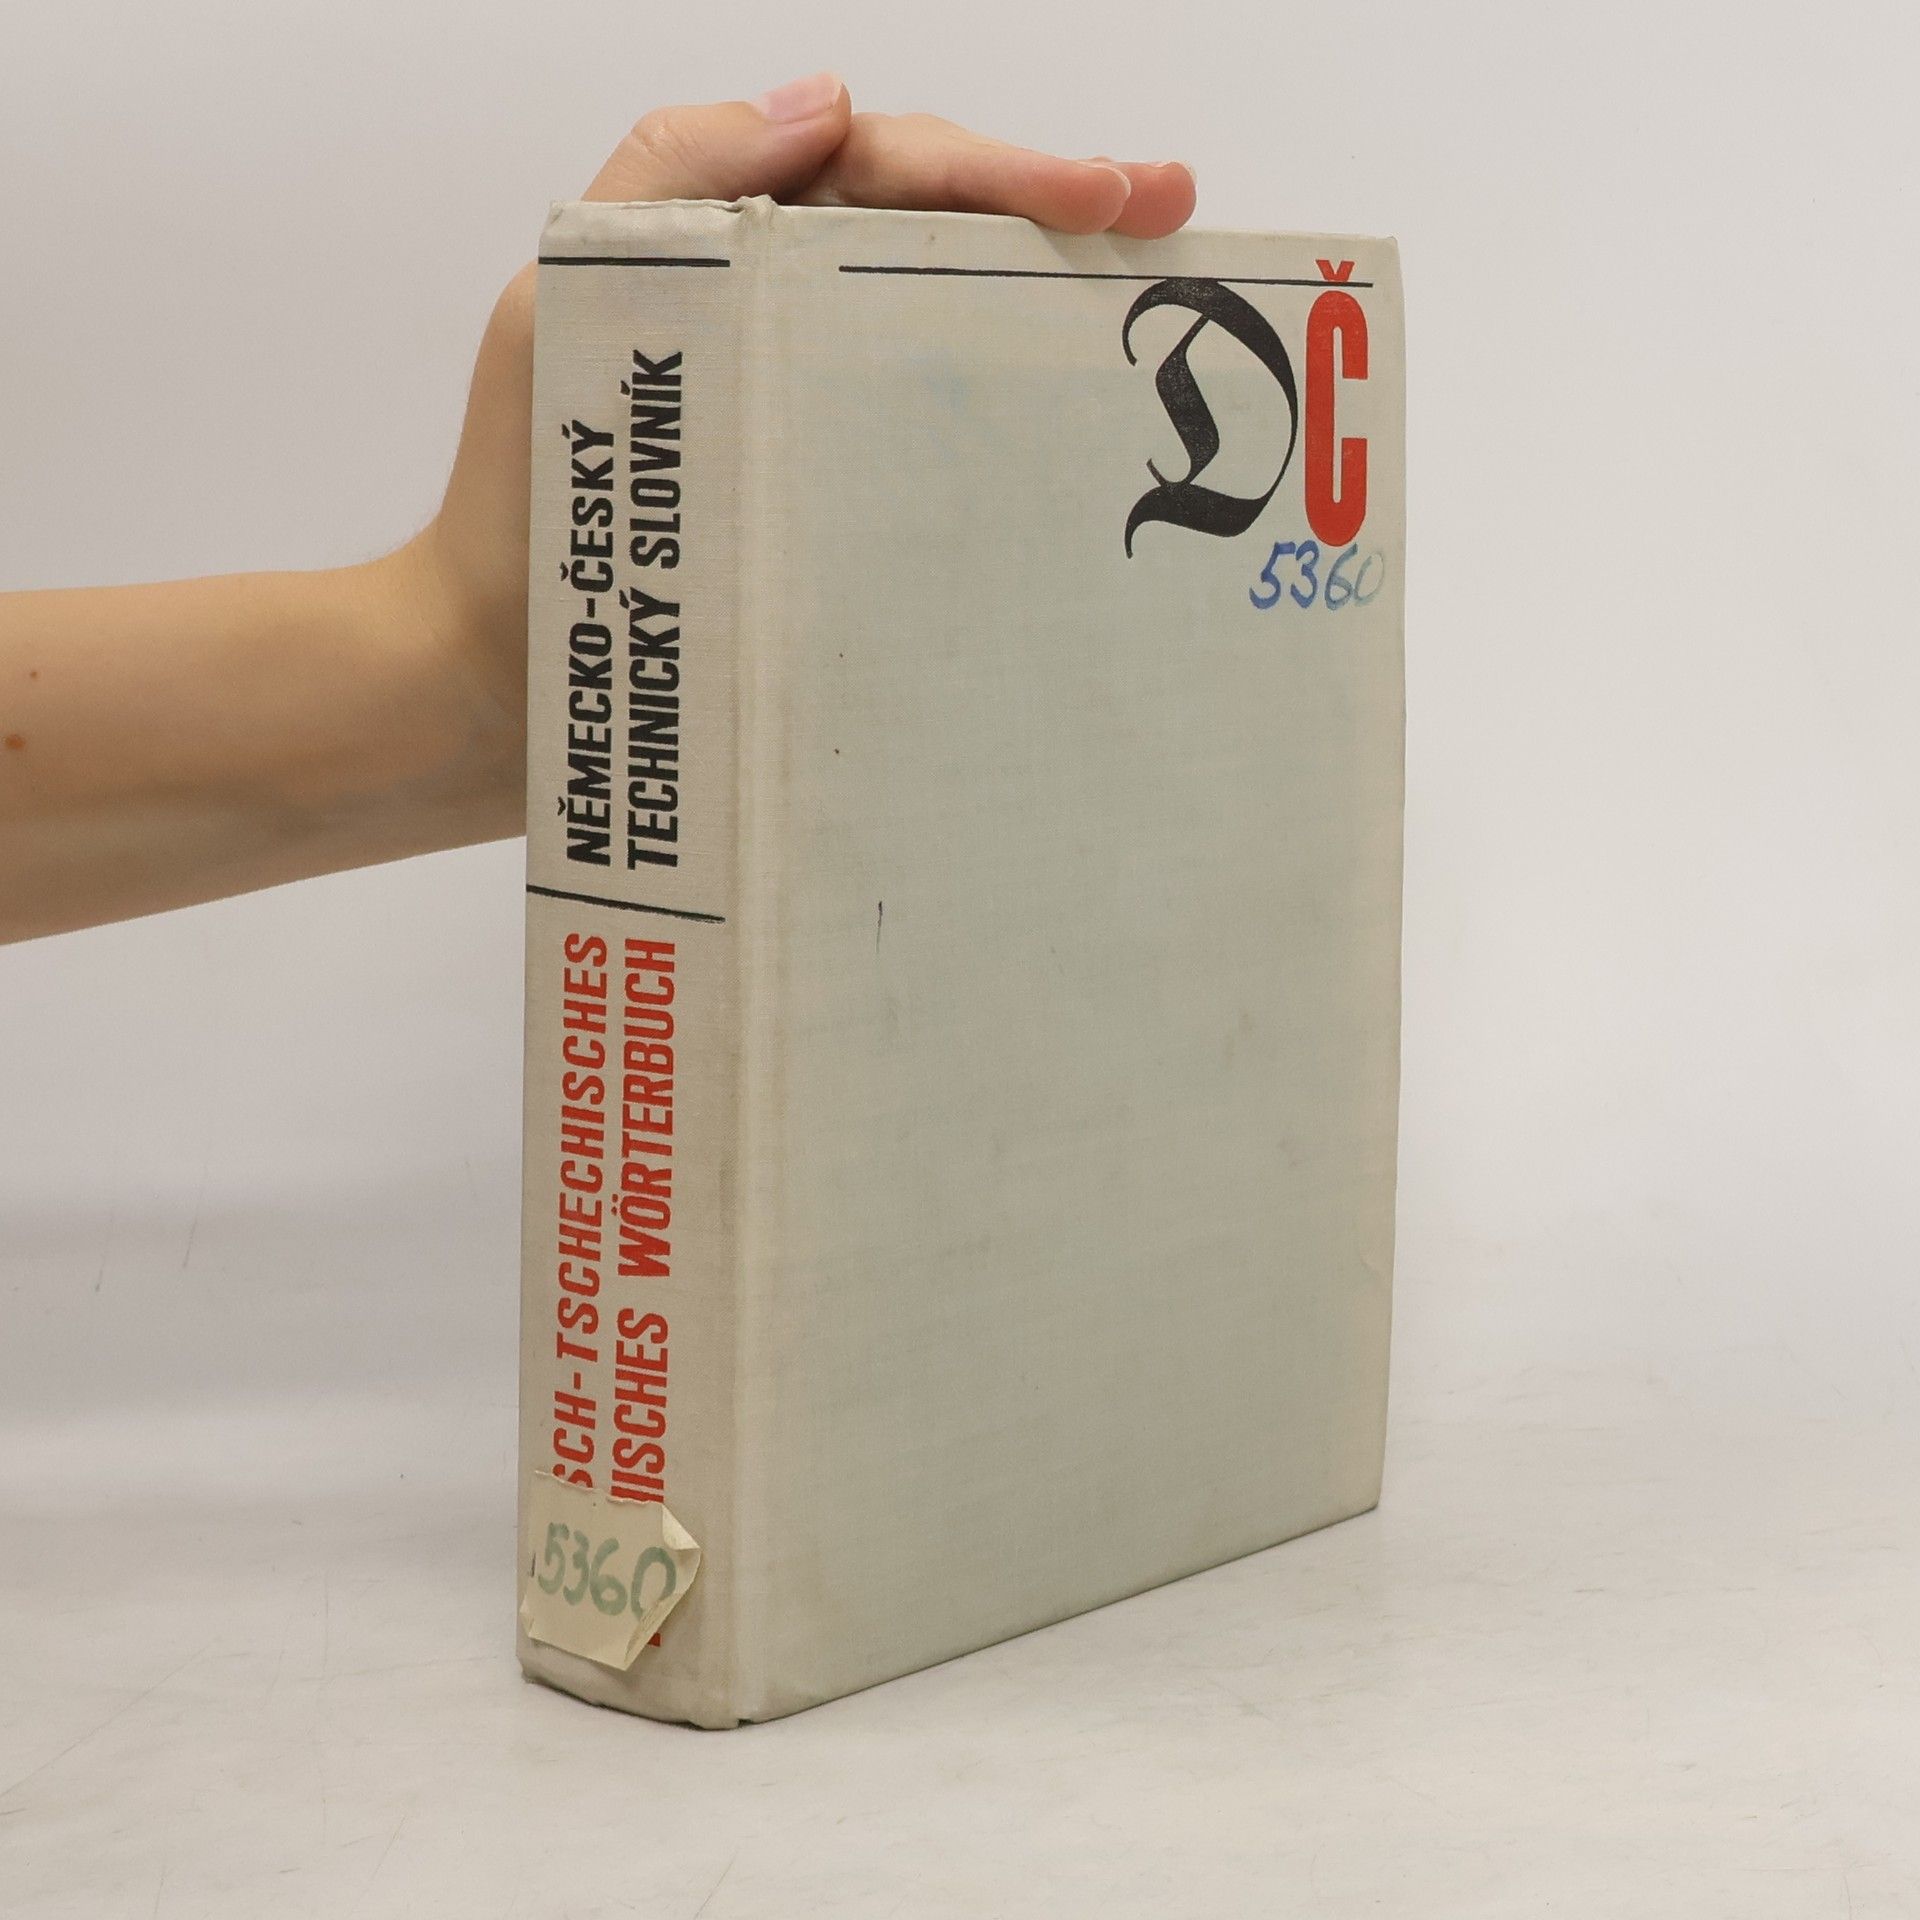 NĚMECKO-ČESKÝ
TECHNICKÝ SLOVNÍK
SCH-TSCHECHISCHES
ISCHES WÖRTERBUCH
5360
DČ
5360